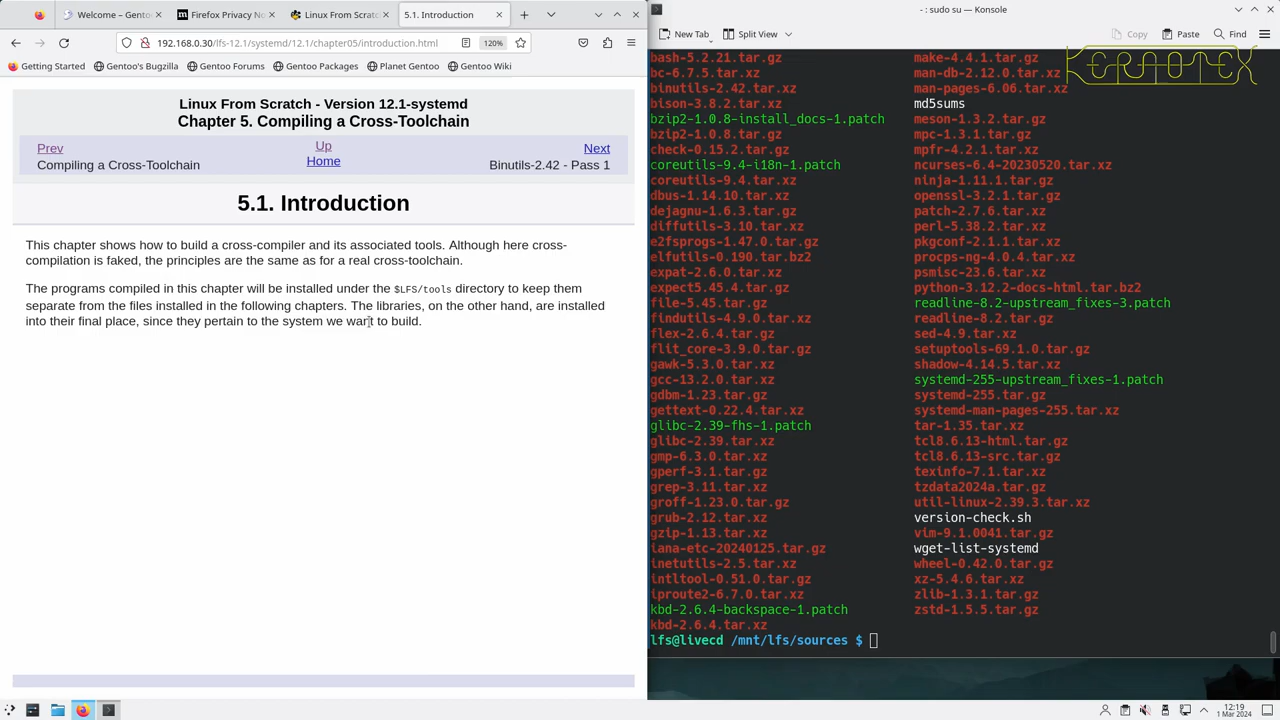 Welcome – Gento
Firefox Privacy No
Linux From Scratch
5.1. Introduction
192.168.0.30/lfs-12.1/systemd/12.1/chapter05/introduction.html
120%
Getting Started
Gentoo's Bugzilla
Gentoo Forums
Gentoo Packages
Planet Gentoo
Gentoo Wiki
Linux From Scratch - Version 12.1-systemd
Chapter 5. Compiling a Cross-Toolchain
Prev
Up
Next
Compiling a Cross-Toolchain
Home
Binutils-2.42 - Pass 1
5.1. Introduction
This chapter shows how to build a cross-compiler and its associated tools. Although here cross-
compilation is faked, the principles are the same as for a real cross-toolchain.
The programs compiled in this chapter will be installed under the $LFS/tools directory to keep them
separate from the files installed in the following chapters. The libraries, on the other hand, are installed
into their final place, since they pertain to the system we want to build.
- : sudo su — Konsole
New Tab
Split View
Copy
Paste
Find
KERNOTEX
bash-5.2.21.tar.gz
bc-6.7.5.tar.xz
binutils-2.42.tar.xz
bison-3.8.2.tar.xz
bzip2-1.0.8-install_docs-1.patch
bzip2-1.0.8.tar.gz
check-0.15.2.tar.gz
coreutils-9.4-i18n-1.patch
coreutils-9.4.tar.xz
dbus-1.14.10.tar.xz
dejagnu-1.6.3.tar.gz
diffutils-3.10.tar.xz
e2fsprogs-1.47.0.tar.gz
elfutils-0.190.tar.bz2
expat-2.6.0.tar.xz
expect5.45.4.tar.gz
file-5.45.tar.gz
findutils-4.9.0.tar.xz
flex-2.6.4.tar.gz
flit_core-3.9.0.tar.gz
gawk-5.3.0.tar.xz
gcc-13.2.0.tar.xz
gdbm-1.23.tar.gz
gettext-0.22.4.tar.xz
glibc-2.39-fhs-1.patch
glibc-2.39.tar.xz
gmp-6.3.0.tar.xz
gperf-3.1.tar.gz
grep-3.11.tar.xz
groff-1.23.0.tar.gz
grub-2.12.tar.xz
gzip-1.13.tar.xz
iana-etc-20240125.tar.gz
inetutils-2.5.tar.xz
intltool-0.51.0.tar.gz
iproute2-6.7.0.tar.xz
kbd-2.6.4-backspace-1.patch
kbd-2.6.4.tar.xz
make-4.4.1.tar.gz
man-db-2.12.0.tar.xz
man-pages-6.06.tar.xz
md5sums
meson-1.3.2.tar.gz
mpc-1.3.1.tar.gz
mpfr-4.2.1.tar.xz
ncurses-6.4-20230520.tar.xz
ninja-1.11.1.tar.gz
openssl-3.2.1.tar.gz
patch-2.7.6.tar.xz
perl-5.38.2.tar.xz
pkgconf-2.1.1.tar.xz
procps-ng-4.0.4.tar.xz
psmisc-23.6.tar.xz
python-3.12.2-docs-html.tar.bz2
readline-8.2-upstream_fixes-3.patch
readline-8.2.tar.gz
sed-4.9.tar.xz
setuptools-69.1.0.tar.gz
shadow-4.14.5.tar.xz
systemd-255-upstream_fixes-1.patch
systemd-255.tar.gz
systemd-man-pages-255.tar.xz
tar-1.35.tar.xz
tcl8.6.13-html.tar.gz
tcl8.6.13-src.tar.gz
texinfo-7.1.tar.xz
tzdata2024a.tar.gz
util-linux-2.39.3.tar.xz
version-check.sh
vim-9.1.0041.tar.gz
wget-list-systemd
wheel-0.42.0.tar.gz
xz-5.4.6.tar.xz
zlib-1.3.1.tar.gz
zstd-1.5.5.tar.gz
lfs@livecd /mnt/lfs/sources $
12:19
1 Mar 2024